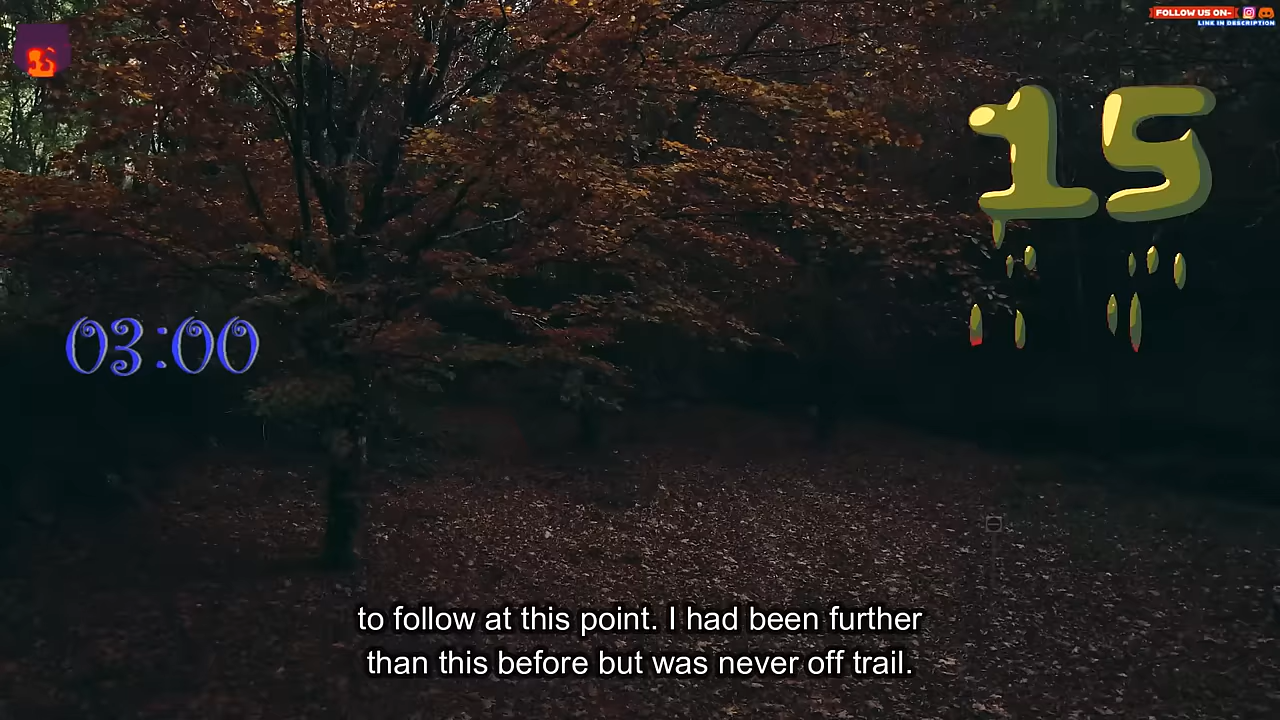 FOLLOW US ON-
LINK IN DESCRIPTION
15
03:00
to follow at this point. I had been further
than this before but was never off trail.